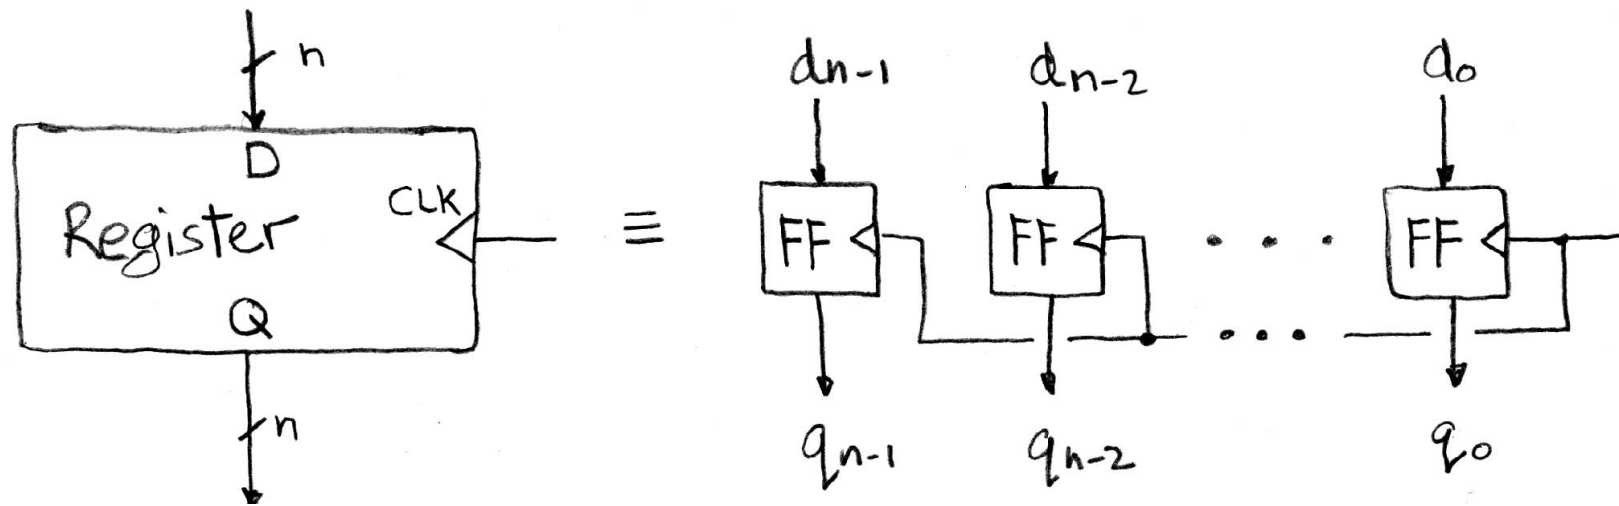 n
D
CLK
Register
Q
n
≡
dn-1 dn-2 d0
FF FF . . . FF
. . .
qn-1 qn-2 q0